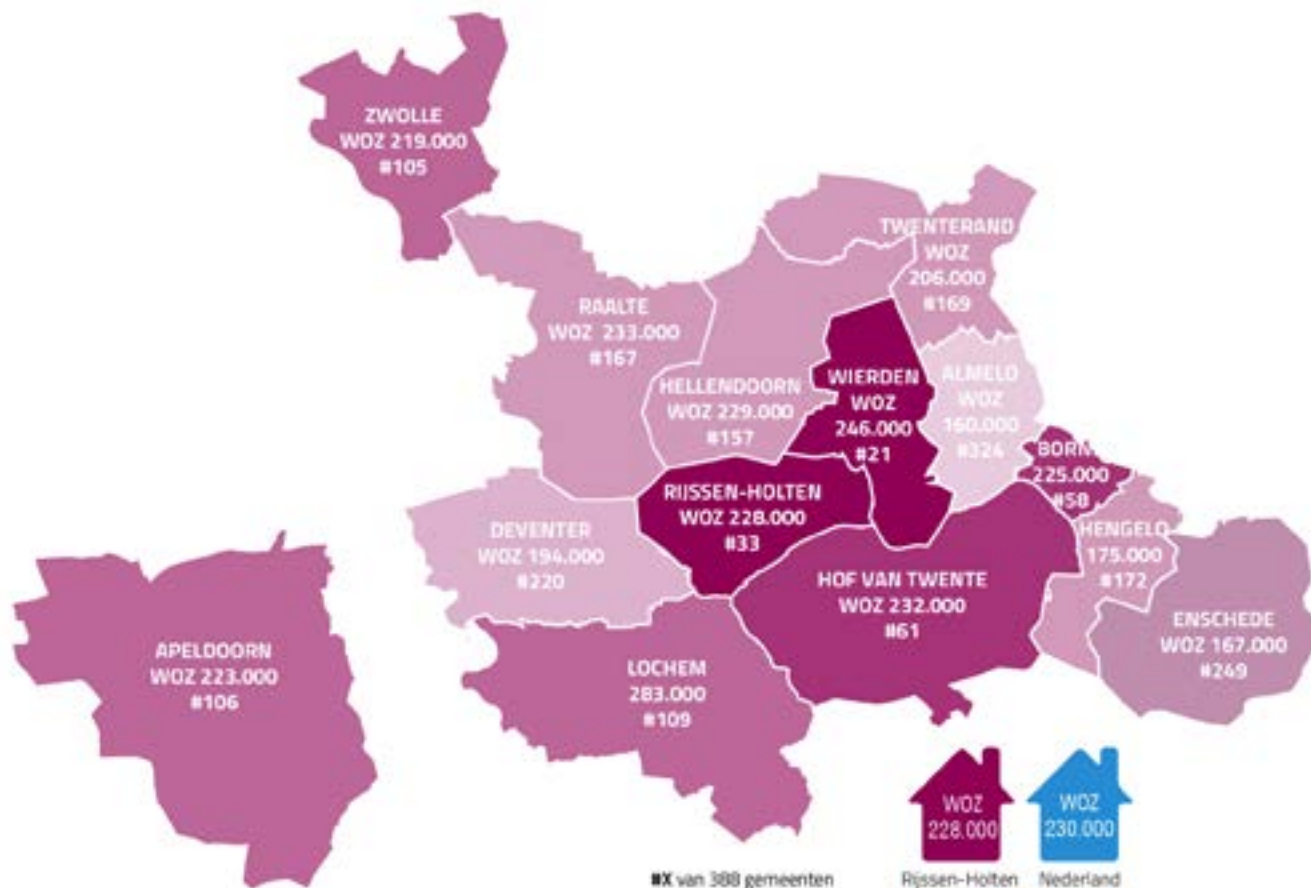 ZWOLLE
WOZ 219.000
#105
TWENTERAND
WOZ
206.000
#169
RAALTE
WOZ 233.000
#167
HELLENDOORN
WOZ 229.000
#157
WIERDEN
WOZ
246.000
#21
ALMELO
WOZ
160.000
#324
BORN
225.000
#58
RIJSSEN-HOLTEN
WOZ 228.000
#33
DEVENTER
WOZ 194.000
#220
HENGELO
175.000
#172
HOF VAN TWENTE
WOZ 232.000
#61
ENSCHEDE
WOZ 167.000
#249
APELDOORN
WOZ 223.000
#106
LOCHEM
283.000
#109
WOZ
228.000
WOZ
230.000
#X van 388 gemeenten
Rijssen-Holten
Nederland